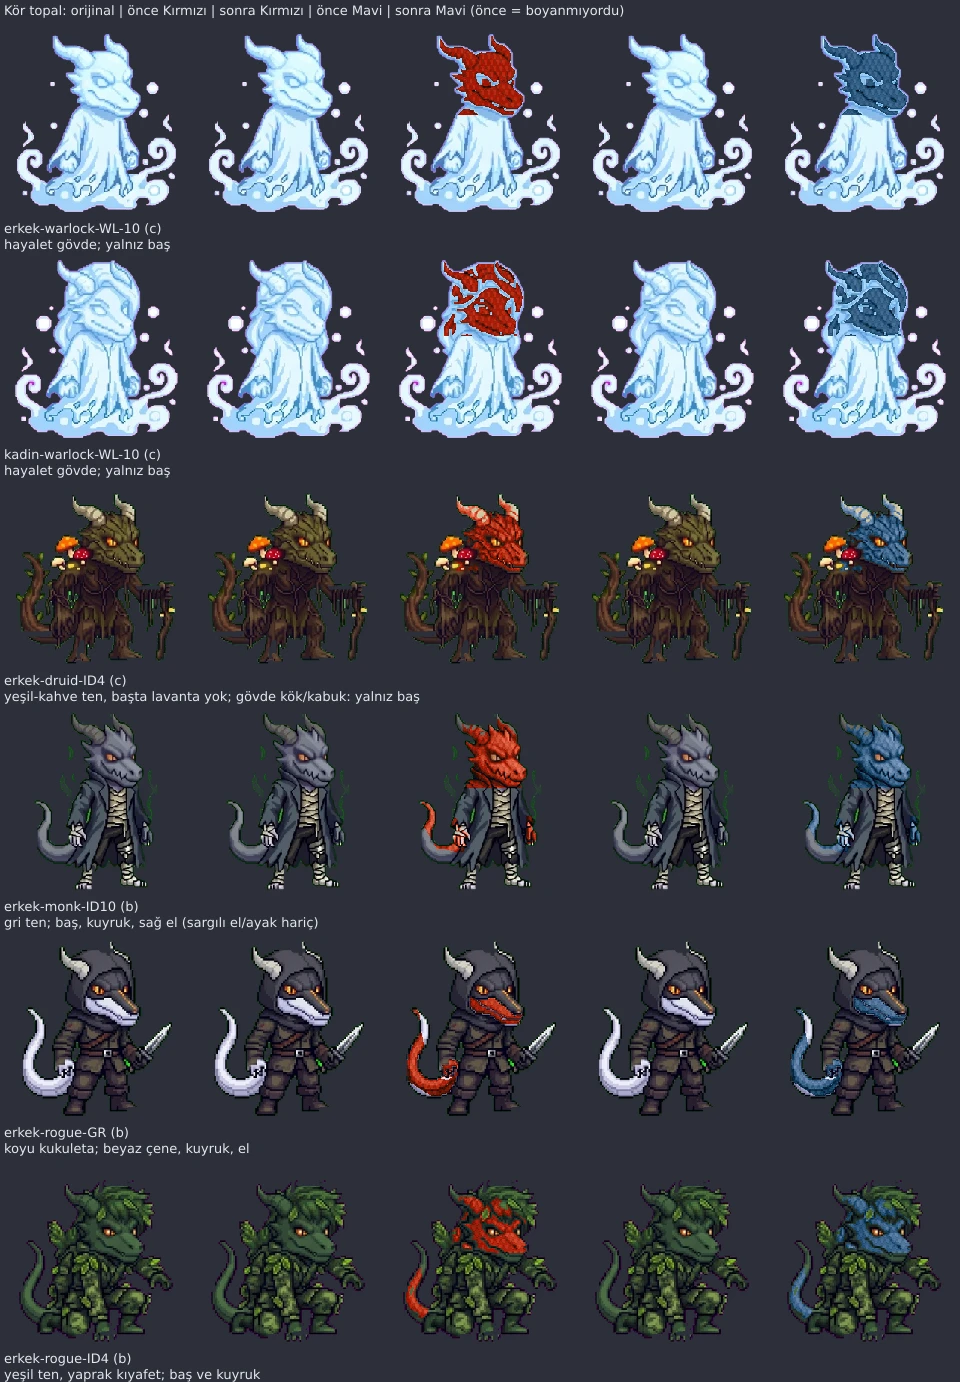 Kör topal: orijinal | önce Kırmızı | sonra Kırmızı | önce Mavi | sonra Mavi (önce = boyanmıyordu)
erkek-warlock-WL-10 (c)
hayalet gövde; yalnız baş
kadin-warlock-WL-10 (c)
hayalet gövde; yalnız baş
erkek-druid-ID4 (c)
yeşil-kahve ten, başta lavanta yok; gövde kök/kabuk: yalnız baş
erkek-monk-ID10 (b)
gri ten; baş, kuyruk, sağ el (sargılı el/ayak hariç)
erkek-rogue-GR (b)
koyu kukuleta; beyaz çene, kuyruk, el
erkek-rogue-ID4 (b)
yeşil ten, yaprak kıyafet; baş ve kuyruk